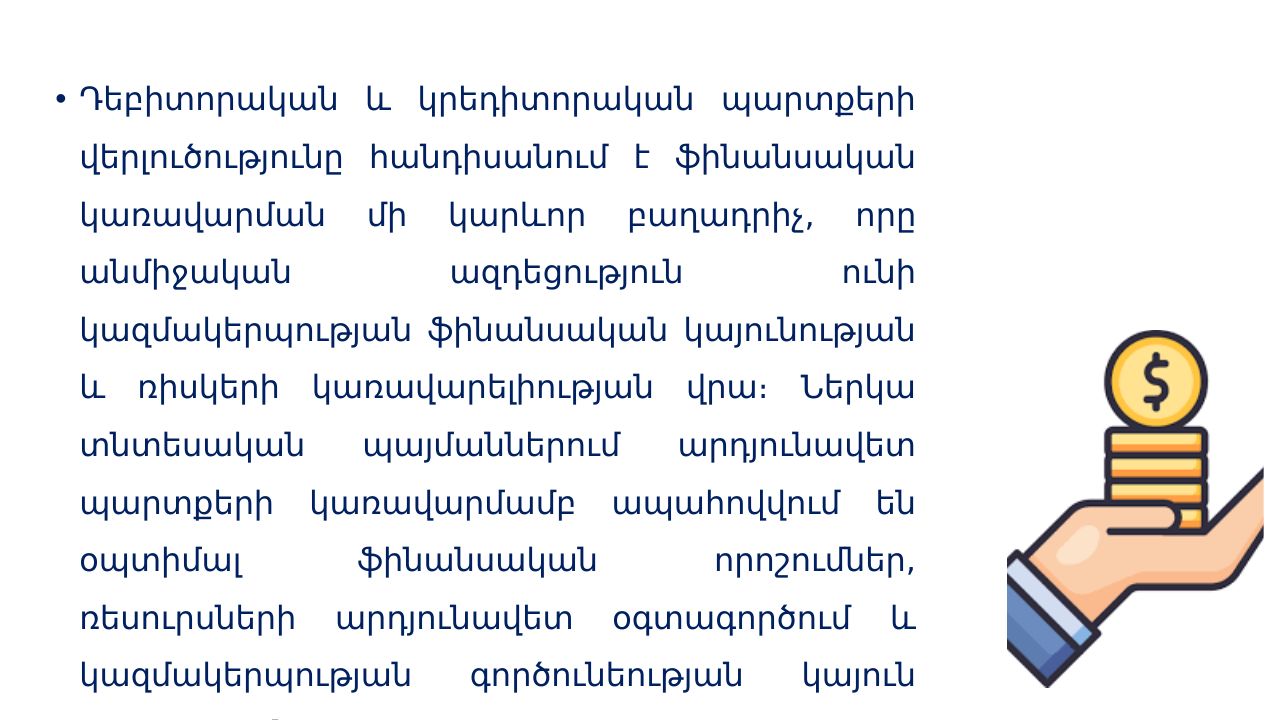 • Դեբիտորական և կրեդիտորական պարտքերի
վերլուծությունը հանդիսանում է ֆինանսական
կառավարման մի կարևոր բաղադրիչ, որը
անմիջական ազդեցություն ունի
կազմակերպության ֆինանսական կայունության
և ռիսկերի կառավարելիության վրա։ Ներկա
տնտեսական պայմաններում արդյունավետ
պարտքերի կառավարմամբ ապահովվում են
օպտիմալ ֆինանսական որոշումներ,
ռեսուրսների արդյունավետ օգտագործում և
կազմակերպության գործունեության կայուն
$